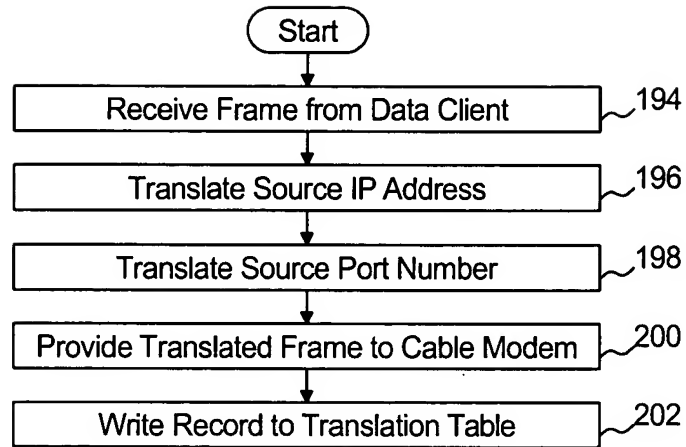 Start
Receive Frame from Data Client 194
Translate Source IP Address 196
Translate Source Port Number 198
Provide Translated Frame to Cable Modem 200
Write Record to Translation Table 202